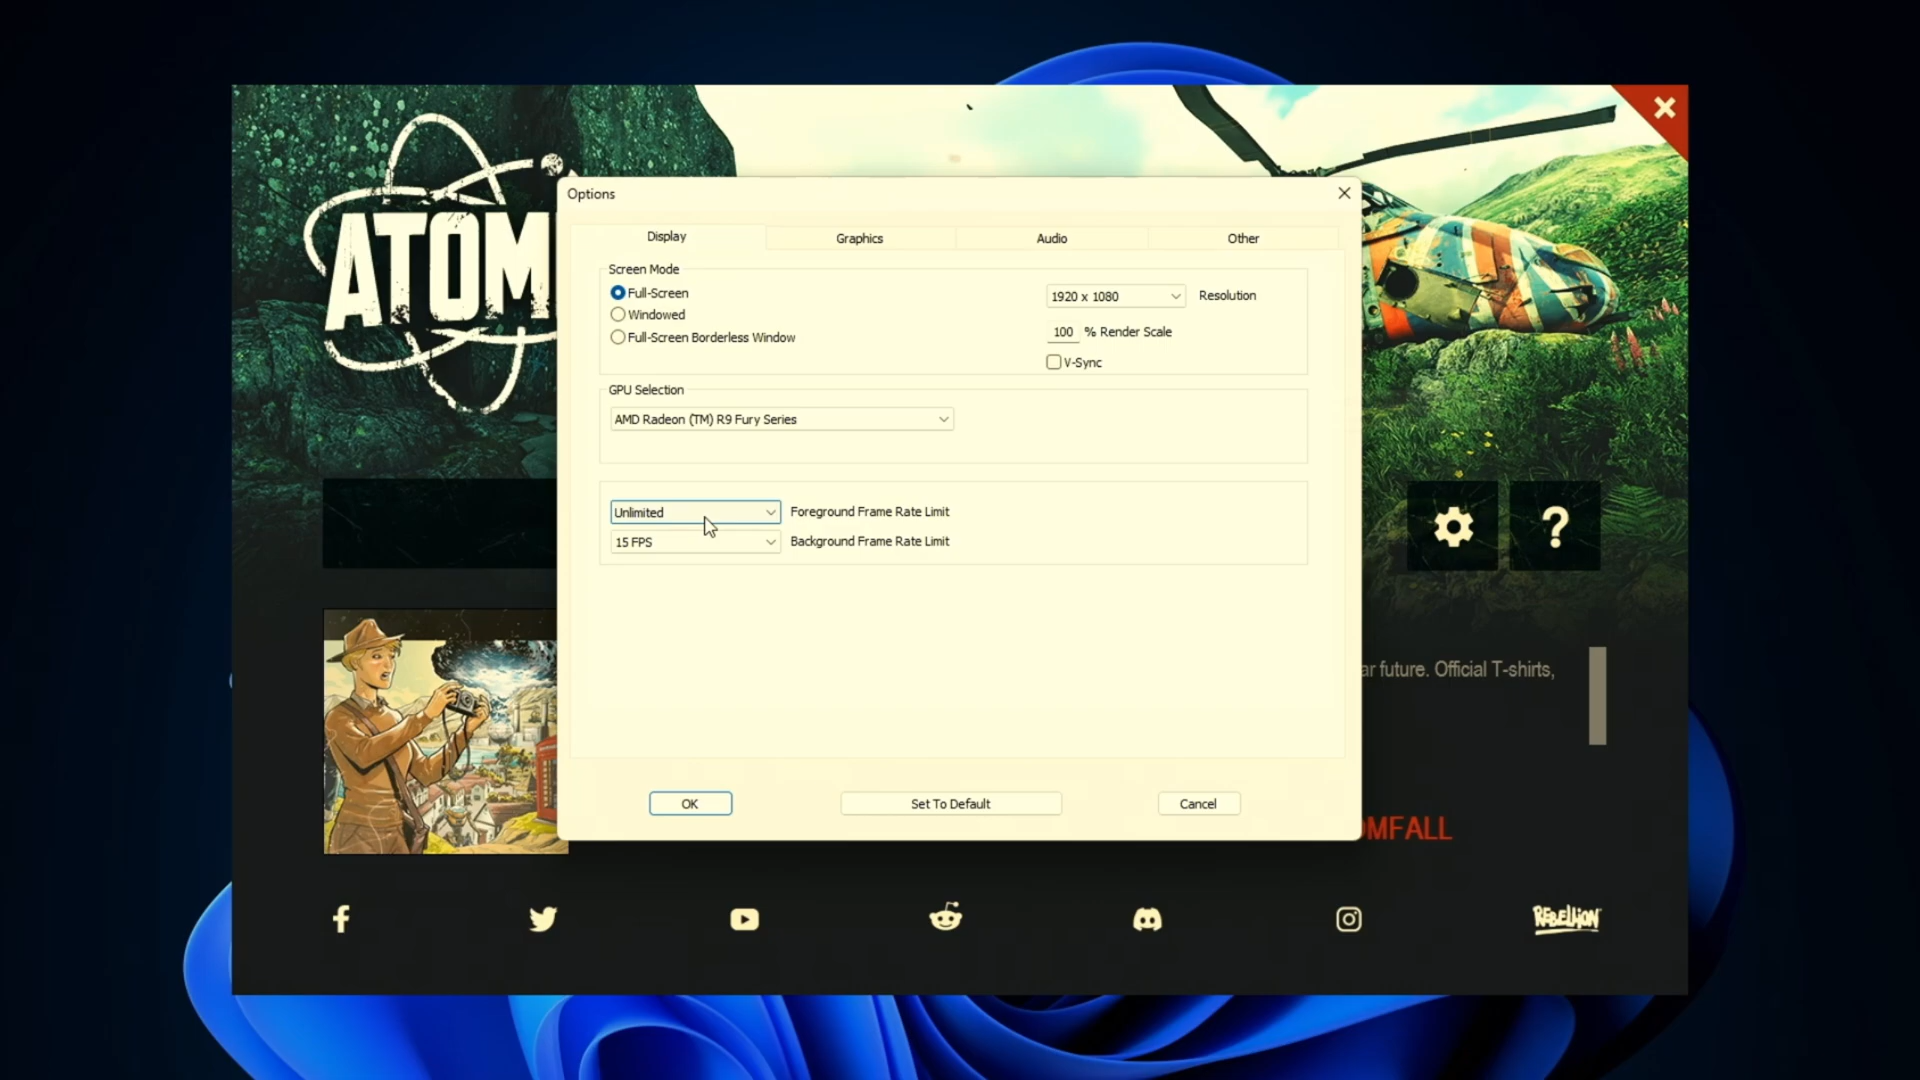 ATOM
Options
Display
Graphics
Audio
Other
Screen Mode
Full-Screen
Windowed
Full-Screen Borderless Window
1920 x 1080
Resolution
100 % Render Scale
V-Sync
GPU Selection
AMD Radeon (TM) R9 Fury Series
Unlimited
Foreground Frame Rate Limit
15 FPS
Background Frame Rate Limit
?
ar future. Official T-shirts,
OK
Set To Default
Cancel
OMFALL
REBELLION